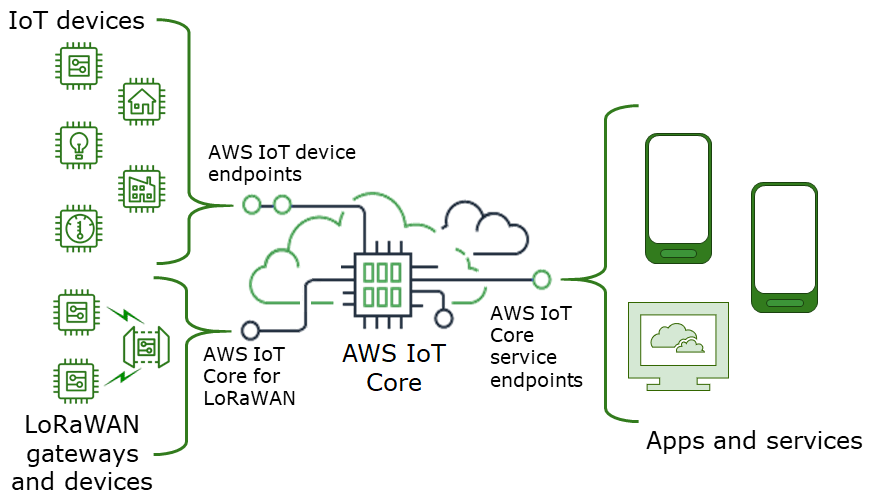 IoT devices
AWS IoT device
endpoints
AWS IoT
Core for
LoRaWAN
AWS IoT
Core
AWS IoT
Core
service
endpoints
LoRaWAN
gateways
and devices
Apps and services